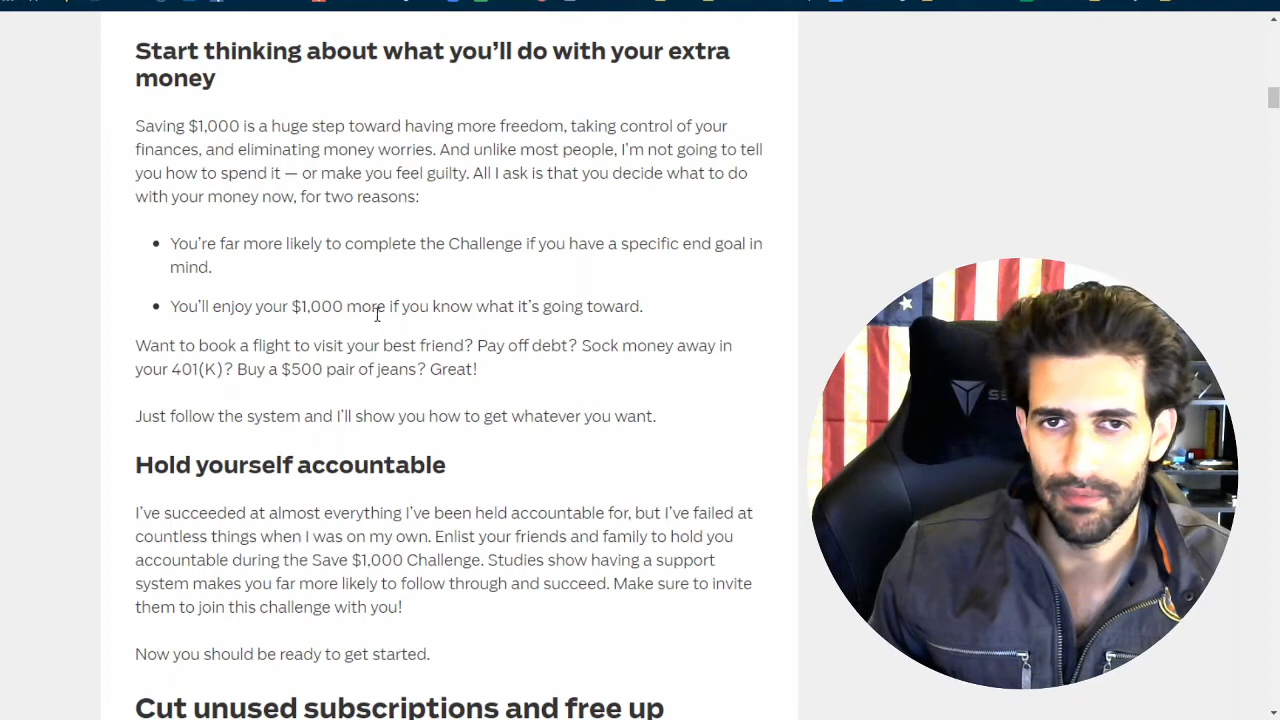 Start thinking about what you’ll do with your extra
money
Saving $1,000 is a huge step toward having more freedom, taking control of your
finances, and eliminating money worries. And unlike most people, I’m not going to tell
you how to spend it — or make you feel guilty. All I ask is that you decide what to do
with your money now, for two reasons:
• You’re far more likely to complete the Challenge if you have a specific end goal in
mind.
• You’ll enjoy your $1,000 more if you know what it’s going toward.
Want to book a flight to visit your best friend? Pay off debt? Sock money away in
your 401(K)? Buy a $500 pair of jeans? Great!
Just follow the system and I’ll show you how to get whatever you want.
Hold yourself accountable
I’ve succeeded at almost everything I’ve been held accountable for, but I’ve failed at
countless things when I was on my own. Enlist your friends and family to hold you
accountable during the Save $1,000 Challenge. Studies show having a support
system makes you far more likely to follow through and succeed. Make sure to invite
them to join this challenge with you!
Now you should be ready to get started.
Cut unused subscriptions and free up